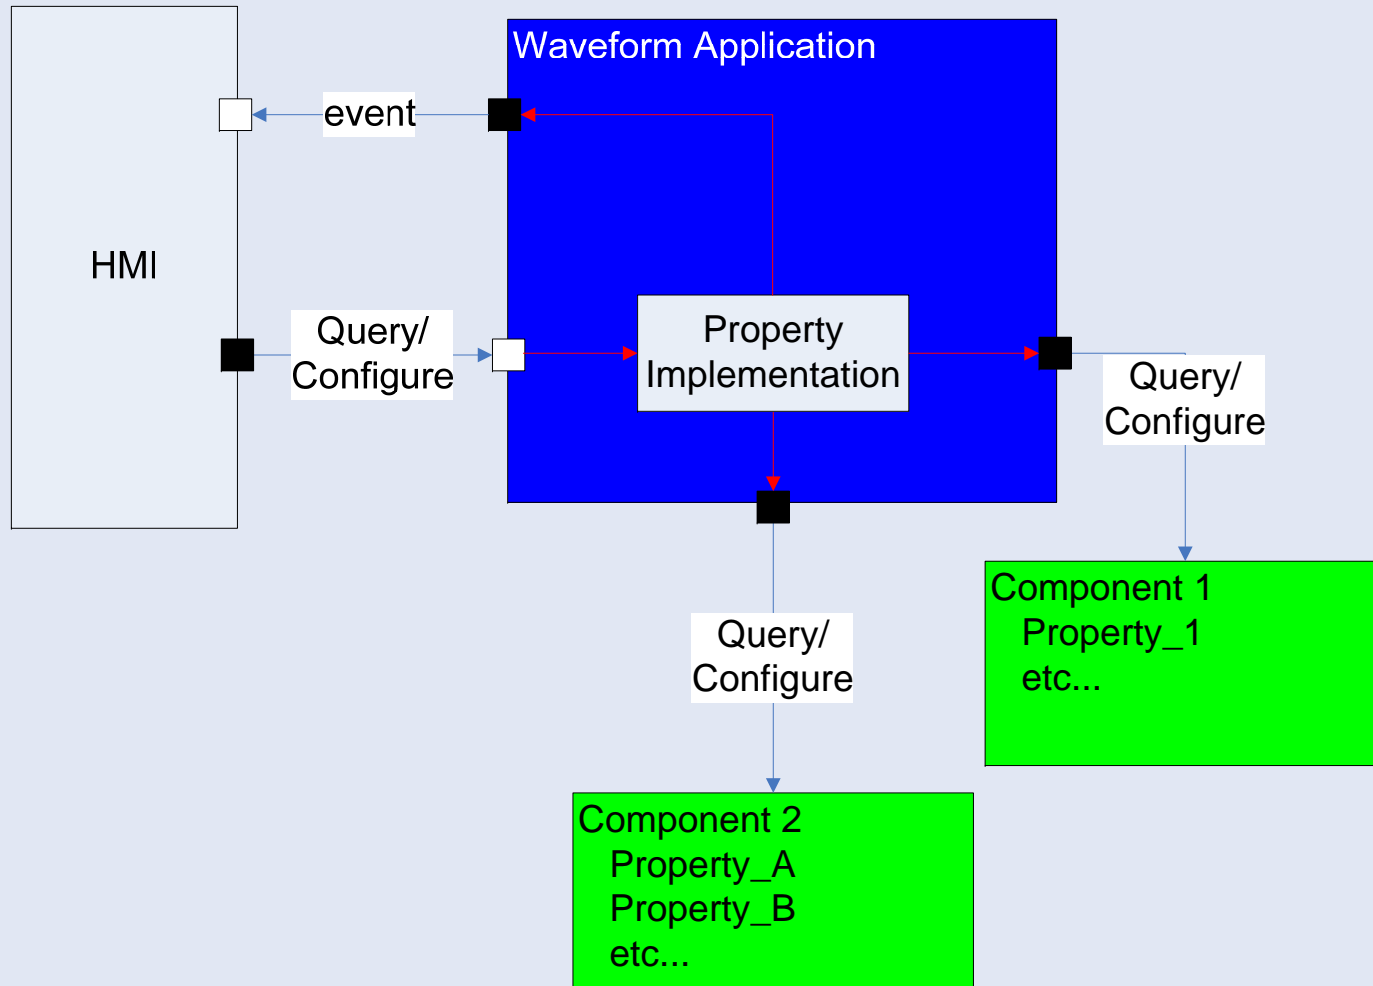 Waveform Application
event
HMI
Query/
Configure
Property
Implementation
Query/
Configure
Component 1
Property_1
etc...
Query/
Configure
Component 2
Property_A
Property_B
etc...